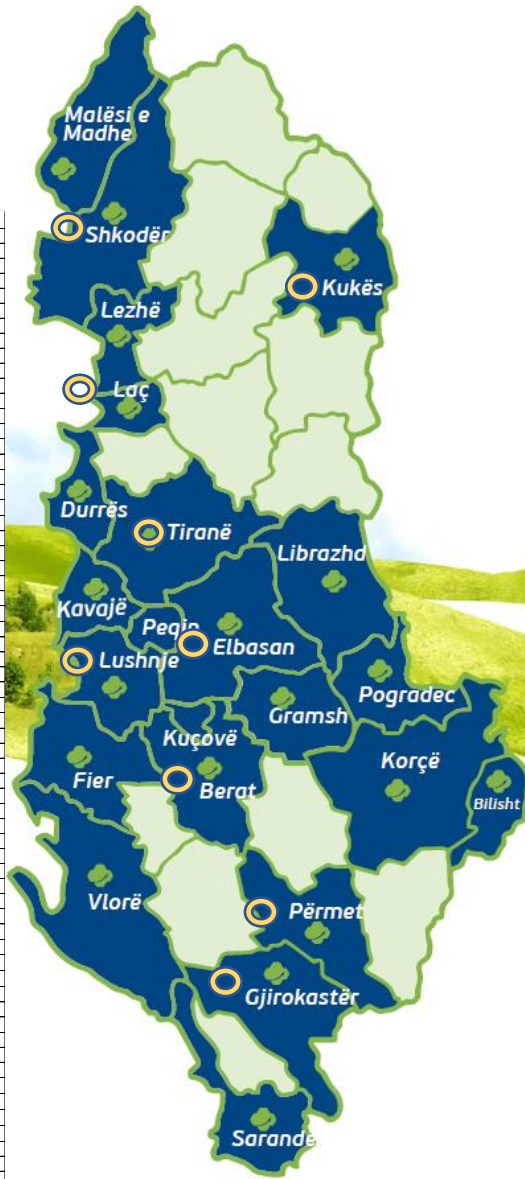 Malësi e
Madhe
Shkodër
Kukës
Lezhë
Laç
Durrës
Tiranë
Librazhd
Kavajë
Peqin
Elbasan
Lushnje
Pogradec
Gramsh
Kuçovë
Korçë
Fier
Berat
Bilisht
Vlorë
Përmet
Gjirokastër
Sarandë